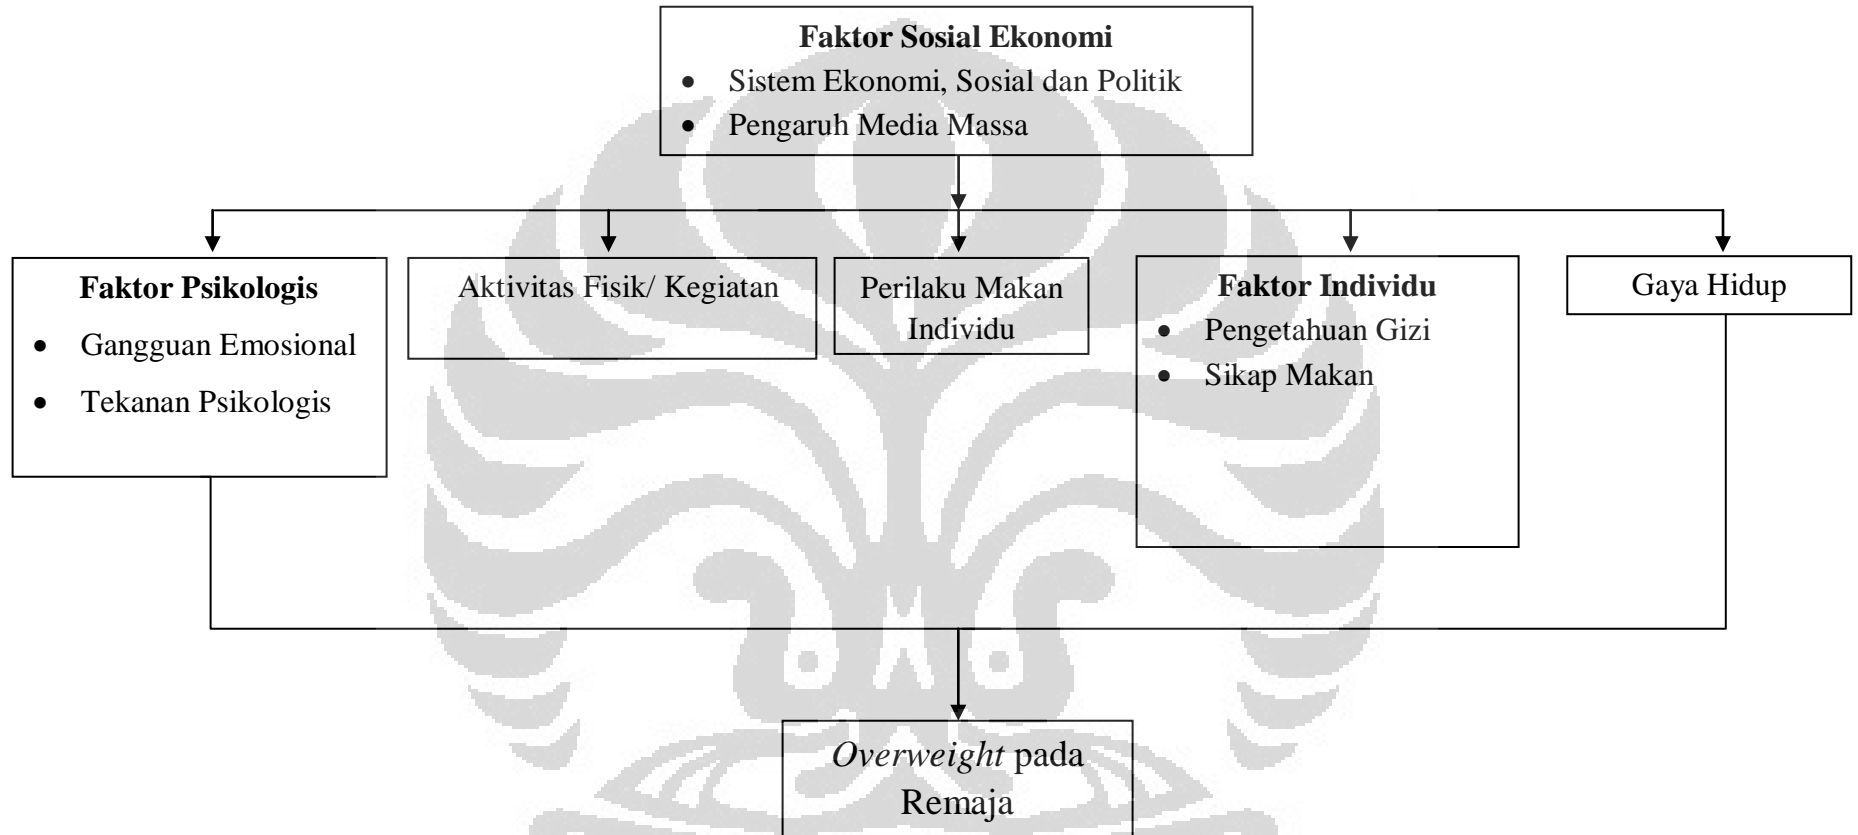 Faktor Sosial Ekonomi
• Sistem Ekonomi, Sosial dan Politik
• Pengaruh Media Massa
Faktor Psikologis
• Gangguan Emosional
• Tekanan Psikologis
Aktivitas Fisik/ Kegiatan
Perilaku Makan
Individu
Faktor Individu
• Pengetahuan Gizi
• Sikap Makan
Gaya Hidup
Overweight pada
Remaja